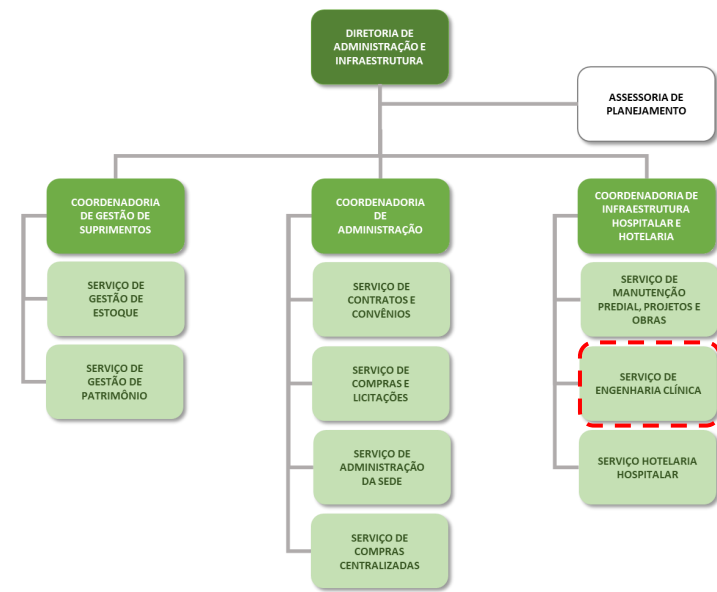 DIRETORIA DE
ADMINISTRAÇÃO E
INFRAESTRUTURA
ASSESSORIA DE
PLANEJAMENTO
COORDENADORIA
DE GESTÃO DE
SUPRIMENTOS
SERVIÇO DE
GESTÃO DE
ESTOQUE
SERVIÇO DE
GESTÃO DE
PATRIMÔNIO
COORDENADORIA
DE
ADMINISTRAÇÃO
SERVIÇO DE
CONTRATOS E
CONVÊNIOS
SERVIÇO DE
COMPRAS E
LICITAÇÕES
SERVIÇO DE
ADMINISTRAÇÃO
DA SEDE
SERVIÇO DE
COMPRAS
CENTRALIZADAS
COORDENADORIA DE
INFRAESTRUTURA
HOSPITALAR E
HOTELARIA
SERVIÇO DE
MANUTENÇÃO
PREDIAL, PROJETOS E
OBRAS
SERVIÇO DE
ENGENHARIA CLÍNICA
SERVIÇO HOTELARIA
HOSPITALAR